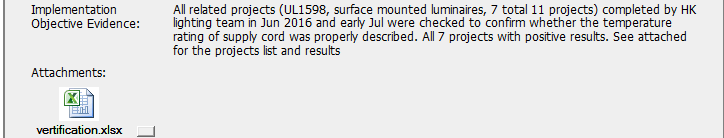 Implementation Objective Evidence:
All related projects (UL1598, surface mounted luminaires, 7 total 11 projects) completed by HK
lighting team in Jun 2016 and early Jul were checked to confirm whether the temperature
rating of supply cord was properly described. All 7 projects with positive results. See attached
for the projects list and results
Attachments:
vertification.xlsx